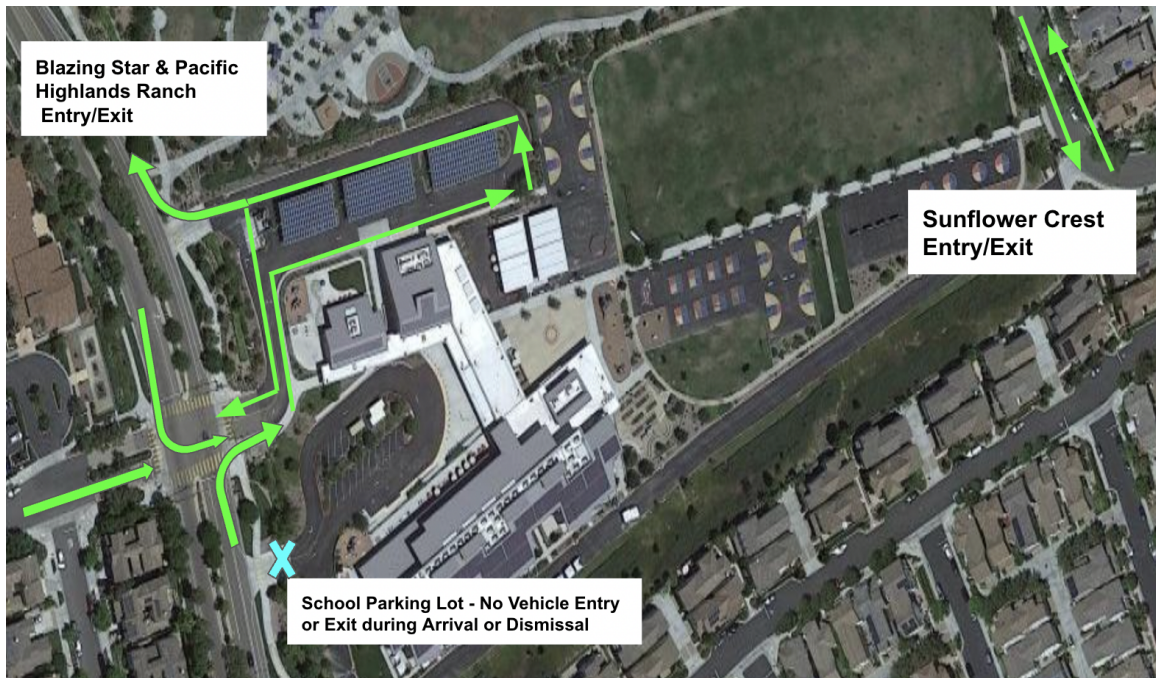 Blazing Star & Pacific
Highlands Ranch
Entry/Exit
Sunflower Crest
Entry/Exit
X
School Parking Lot - No Vehicle Entry
or Exit during Arrival or Dismissal